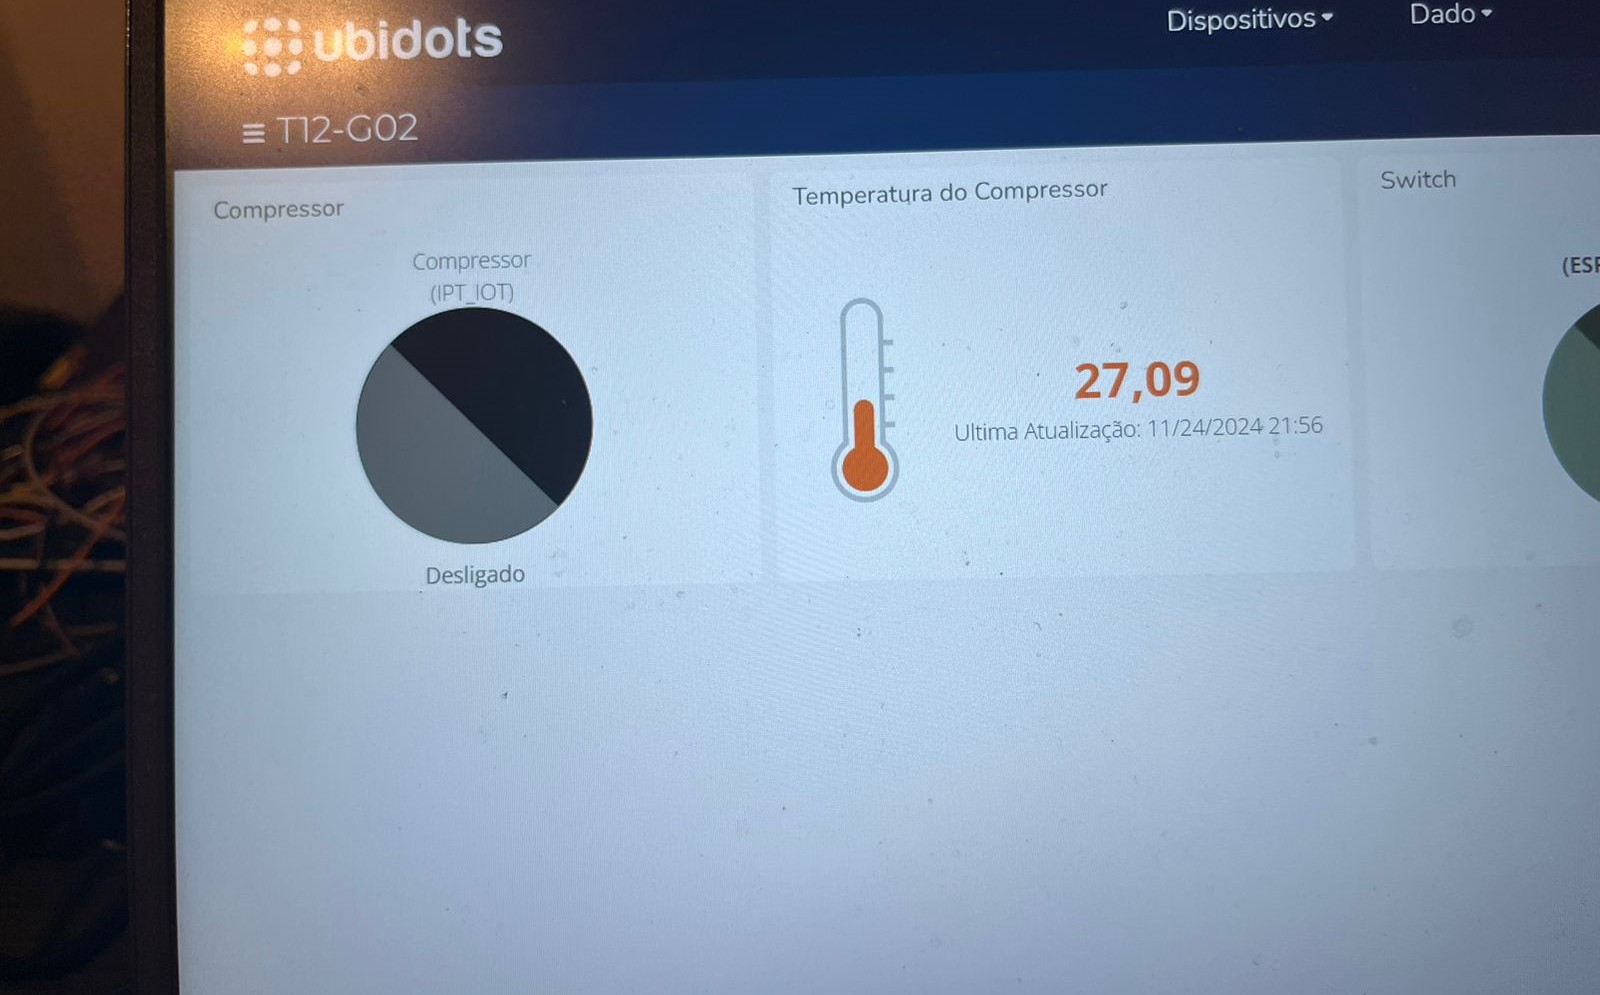 ubidots
Dispositivos
Dado
T12-G02
Compressor
Compressor
(IPT_IOT)
Desligado
Temperatura do Compressor
27,09
Ultima Atualização: 11/24/2024 21:56
Switch